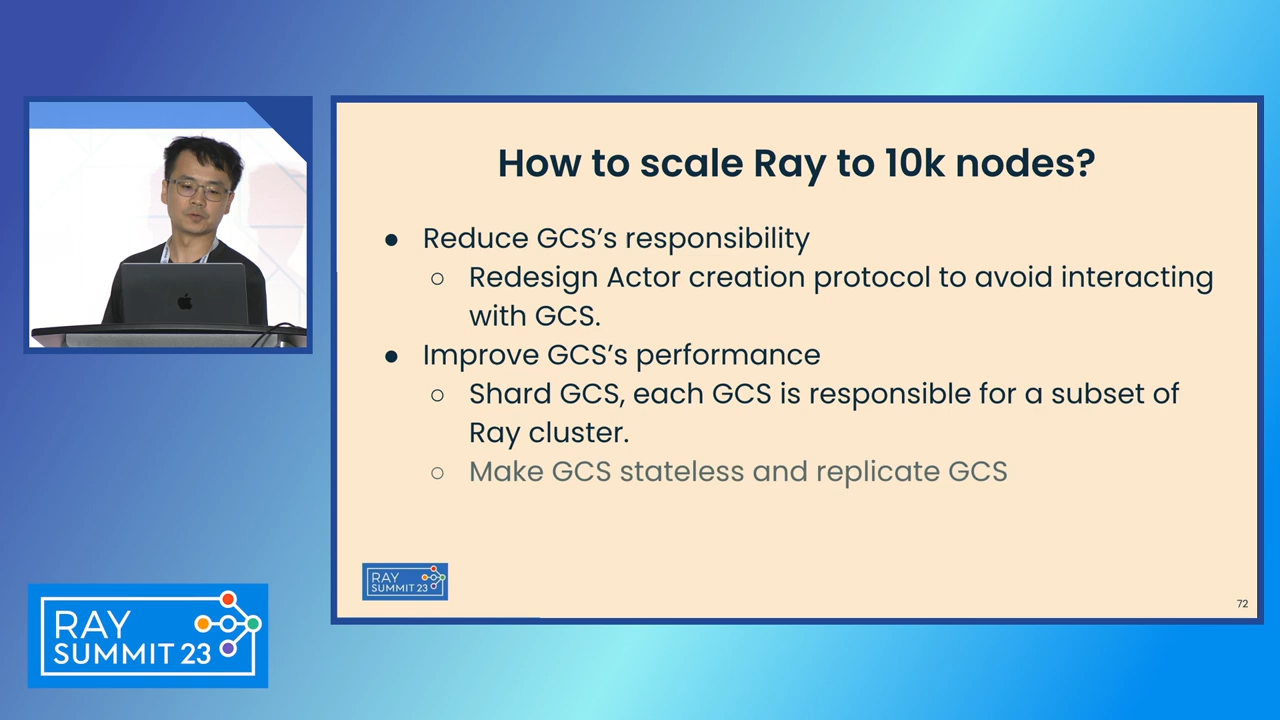 How to scale Ray to 10k nodes?
● Reduce GCS’s responsibility
○ Redesign Actor creation protocol to avoid interacting
with GCS.
● Improve GCS’s performance
○ Shard GCS, each GCS is responsible for a subset of
Ray cluster.
○ Make GCS stateless and replicate GCS
RAY
SUMMIT 23
72
RAY
SUMMIT 23